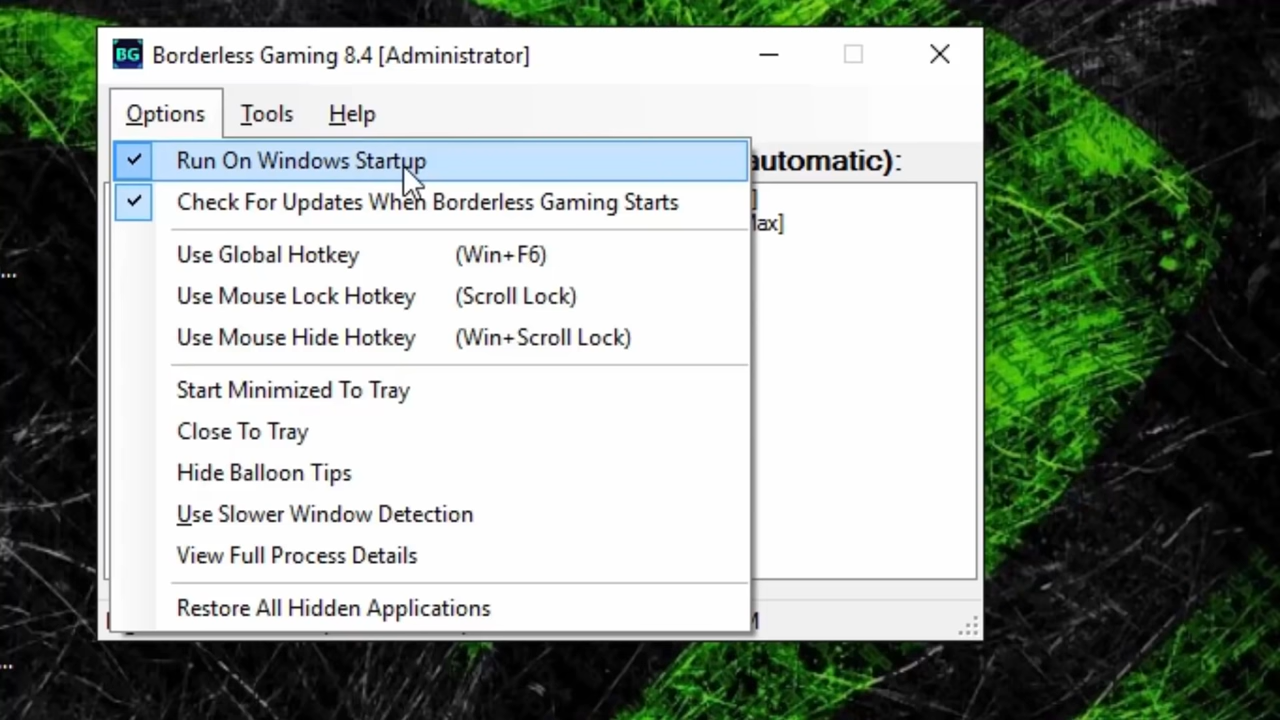 BG Borderless Gaming 8.4 [Administrator]
Options Tools Help
Run On Windows Startup
automatic):
Check For Updates When Borderless Gaming Starts
Use Global Hotkey (Win+F6)
Use Mouse Lock Hotkey (Scroll Lock)
Use Mouse Hide Hotkey (Win+Scroll Lock)
Start Minimized To Tray
Close To Tray
Hide Balloon Tips
Use Slower Window Detection
View Full Process Details
Restore All Hidden Applications